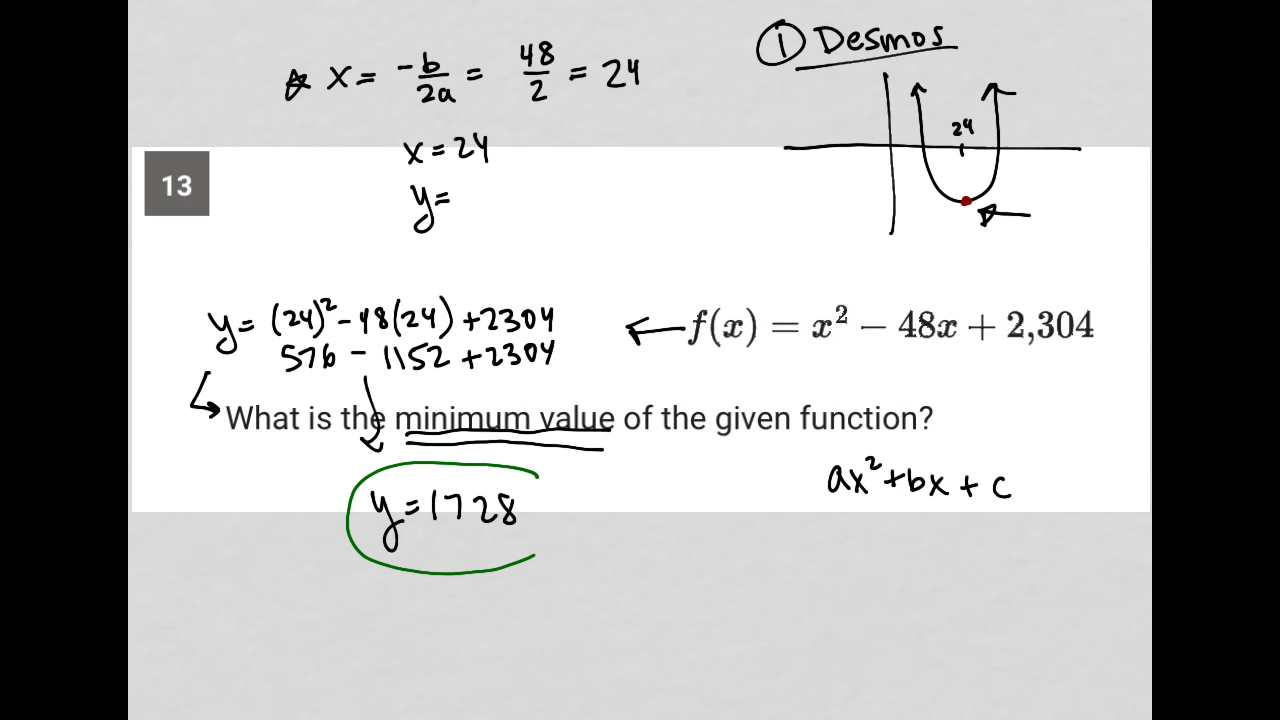 ① Desmos
☆ x = -b/2a = 48/2 = 24
24
x = 24
13
y =
y = (24)² - 48(24) + 2304
f(x) = x² − 48x + 2,304
576 - 1152 + 2304
What is the minimum value of the given function?
ax² + bx + c
y = 1728